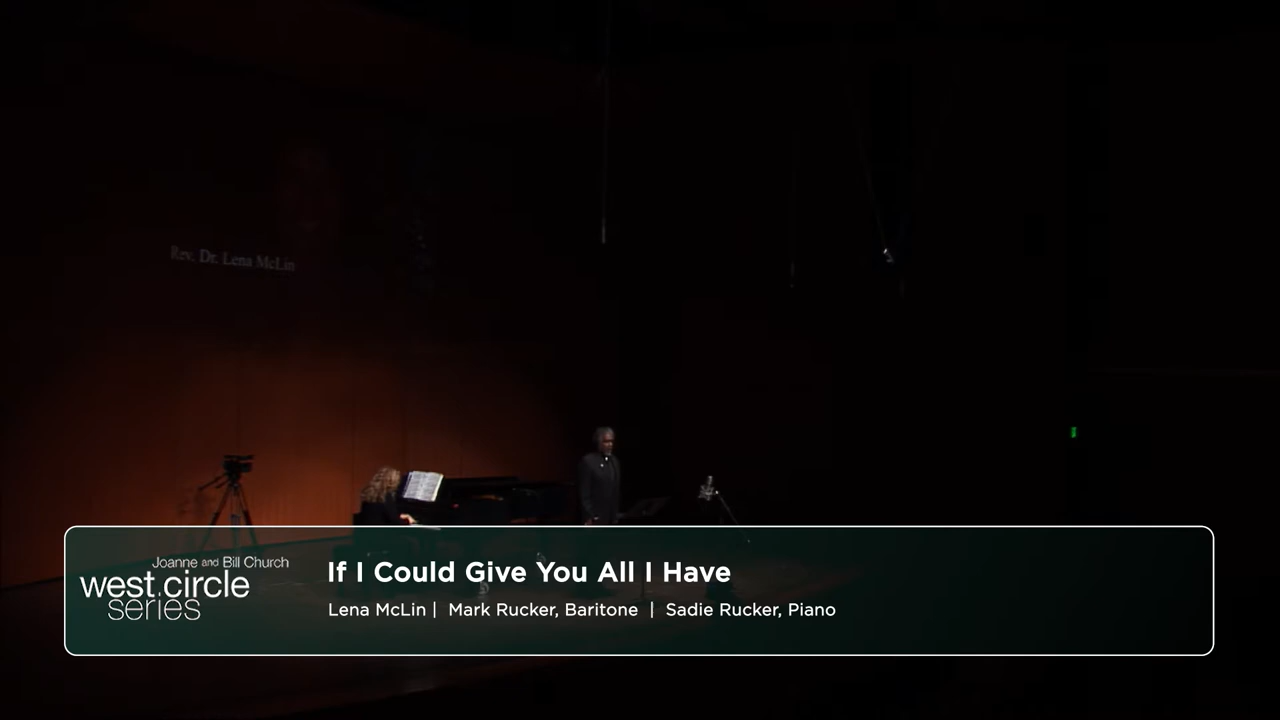 Rev. Dr. Lena McLin
Joanne and Bill Church
west.circle
series
If I Could Give You All I Have
Lena McLin | Mark Rucker, Baritone | Sadie Rucker, Piano